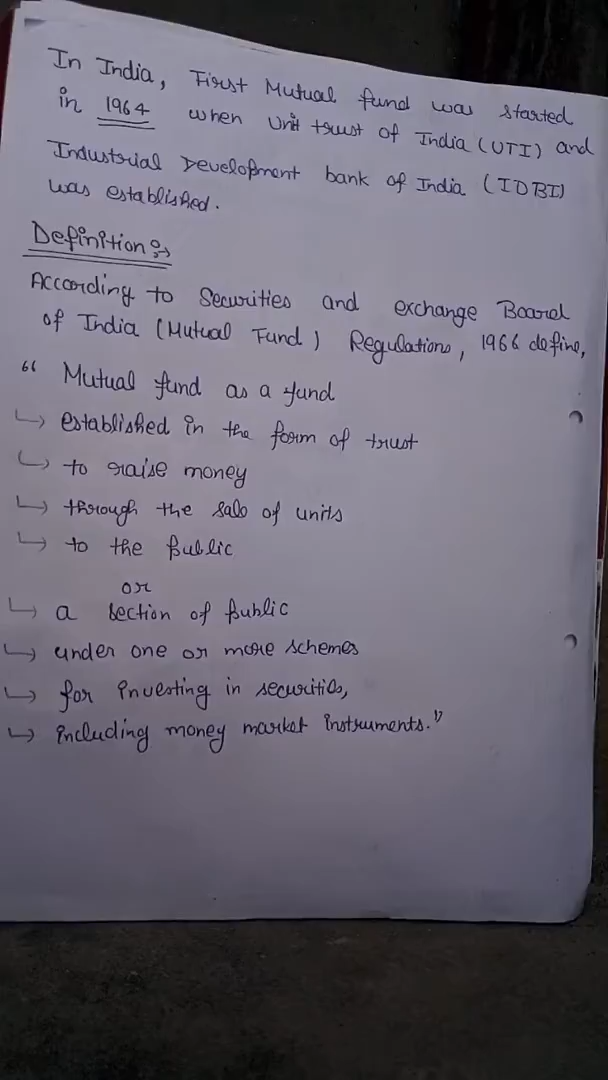 In India, First Mutual fund was started
in 1964 when Unit trust of India (UTI) and
Industrial Development bank of India (IDBI)
was established.
Definition :→
According to Securities and exchange Board
of India (Mutual Fund) Regulations, 1966 define,
“ Mutual fund as a fund
↳ established in the form of trust
↳ to raise money
↳ through the sale of units
↳ to the Public
or
↳ a section of Public
↳ under one or more schemes
↳ for investing in securities,
↳ including money market instruments.”